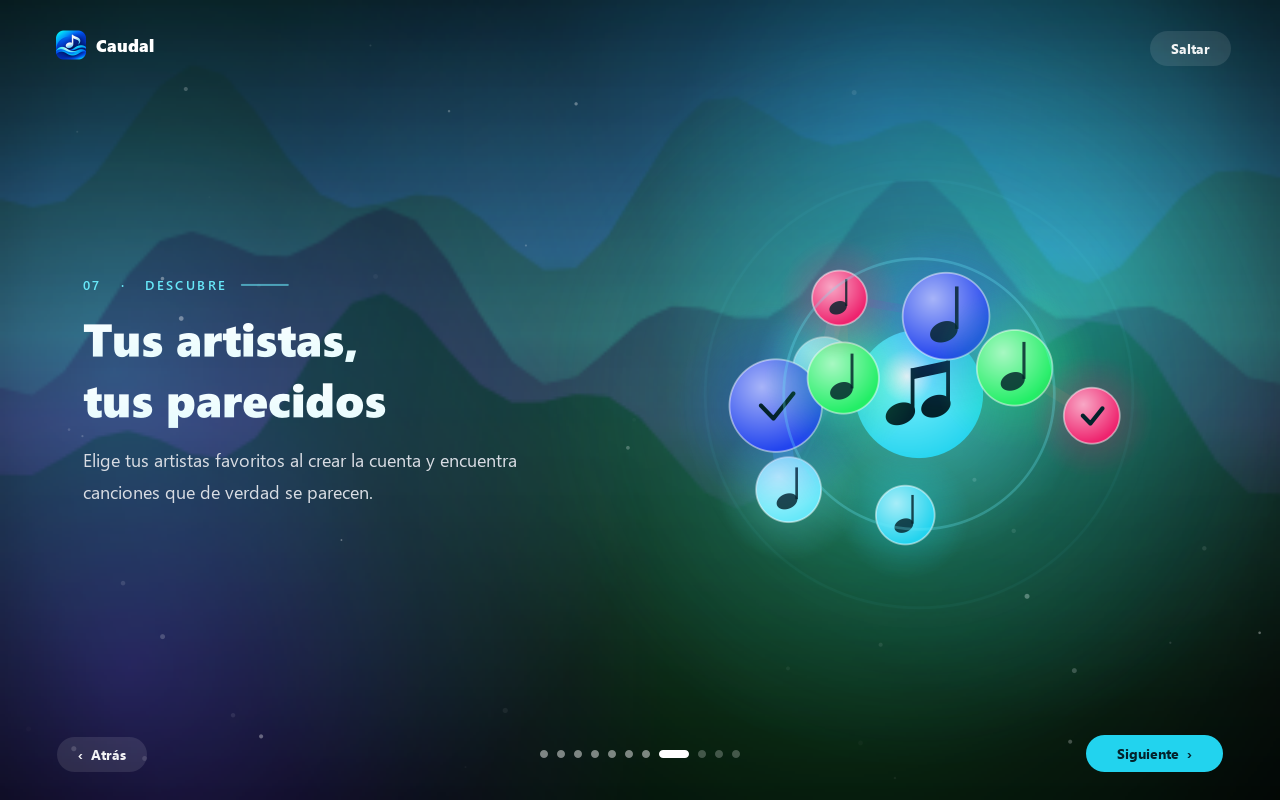 Caudal
Saltar
07 · DESCUBRE
Tus artistas,
tus parecidos
Elige tus artistas favoritos al crear la cuenta y encuentra
canciones que de verdad se parecen.
‹ Atrás
Siguiente ›